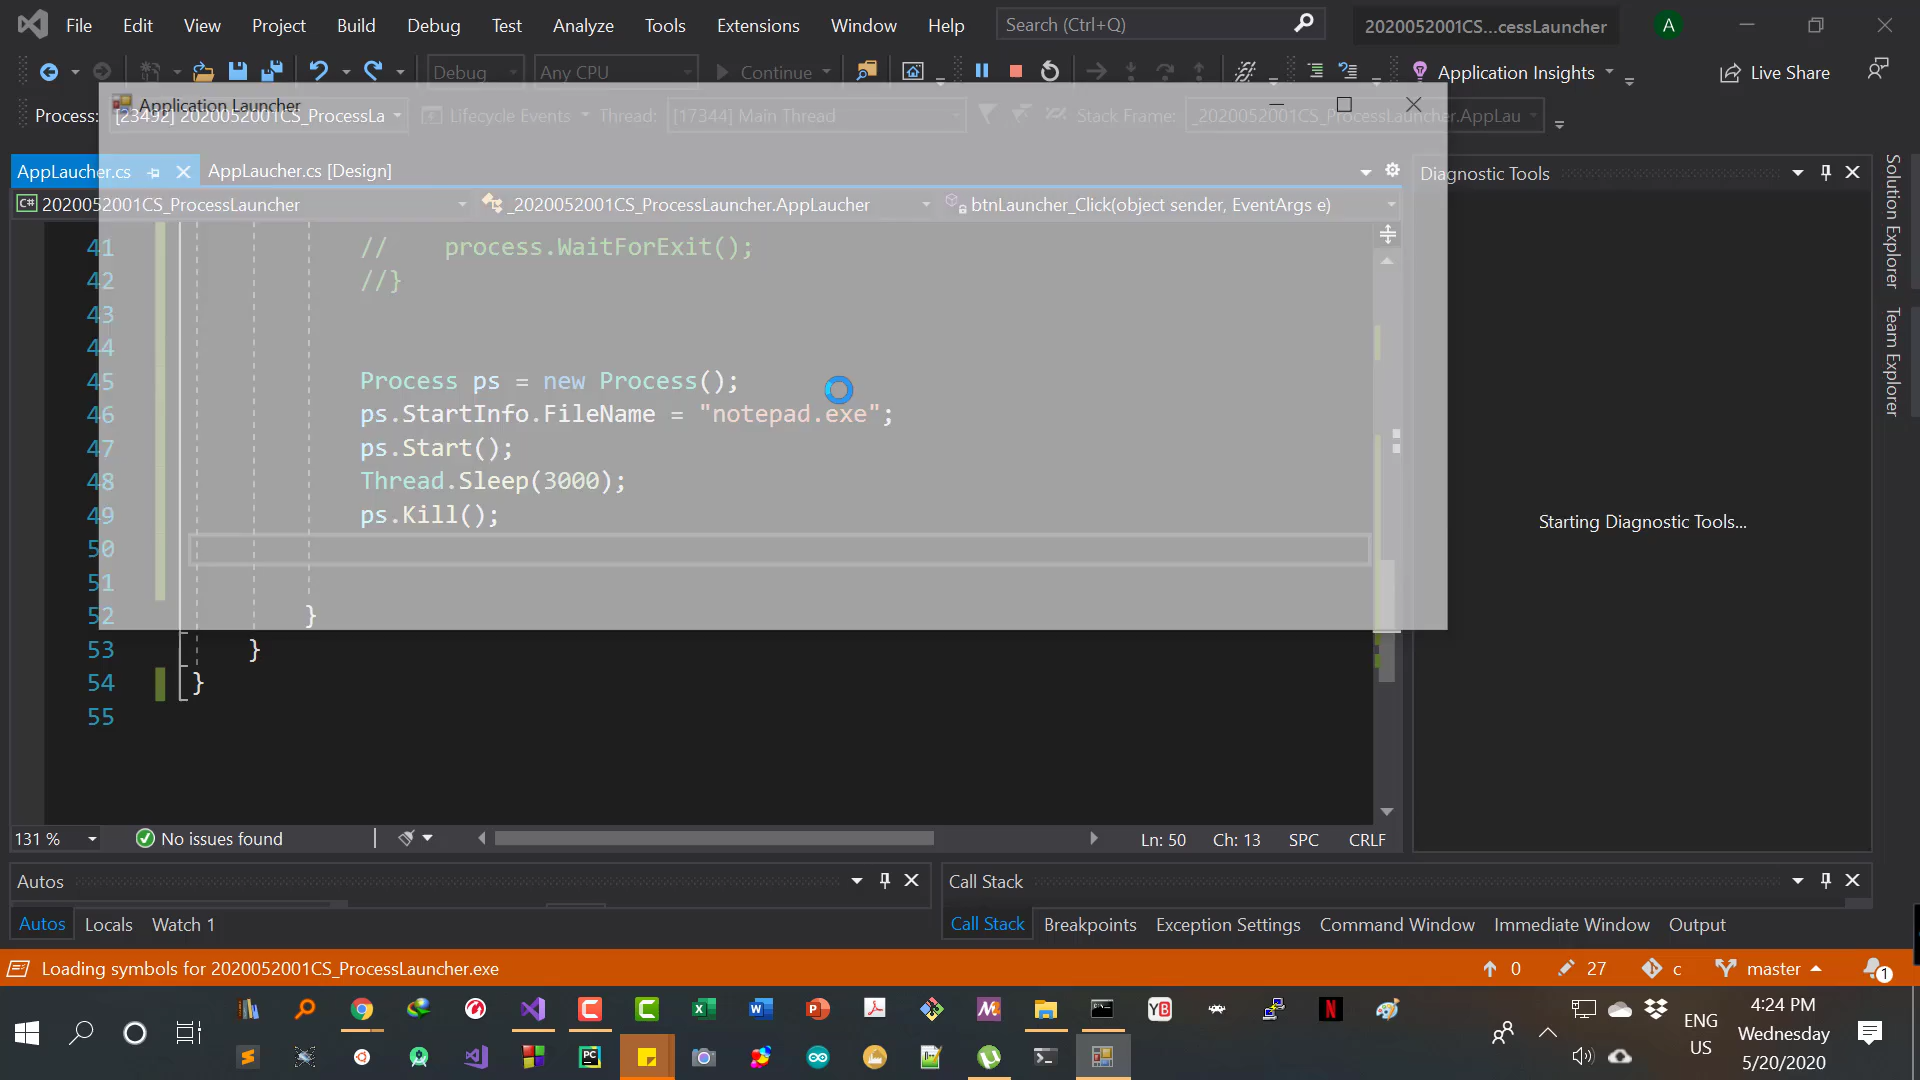 File Edit View Project Build Debug Test Analyze Tools Extensions Window Help Search (Ctrl+Q) 2020052001CS...cessLauncher A
Debug Any CPU Continue Application Insights Live Share
Application Launcher
Process: [23492] 2020052001CS_ProcessLa Lifecycle Events Thread: [17344] Main Thread Stack Frame: _2020052001CS_ProcessLauncher.AppLau
AppLaucher.cs AppLaucher.cs [Design]
Diagnostic Tools
C# 2020052001CS_ProcessLauncher _2020052001CS_ProcessLauncher.AppLaucher btnLauncher_Click(object sender, EventArgs e)
Solution Explorer
Team Explorer
41 // process.WaitForExit();
42 //}
43
44
45 Process ps = new Process();
46 ps.StartInfo.FileName = "notepad.exe";
47 ps.Start();
48 Thread.Sleep(3000);
49 ps.Kill();
50
51
52 }
53 }
54 }
55
Starting Diagnostic Tools...
131 % No issues found Ln: 50 Ch: 13 SPC CRLF
Autos
Call Stack
Autos Locals Watch 1
Call Stack Breakpoints Exception Settings Command Window Immediate Window Output
Loading symbols for 2020052001CS_ProcessLauncher.exe 0 27 c master 1
4:24 PM
ENG
US
Wednesday
5/20/2020